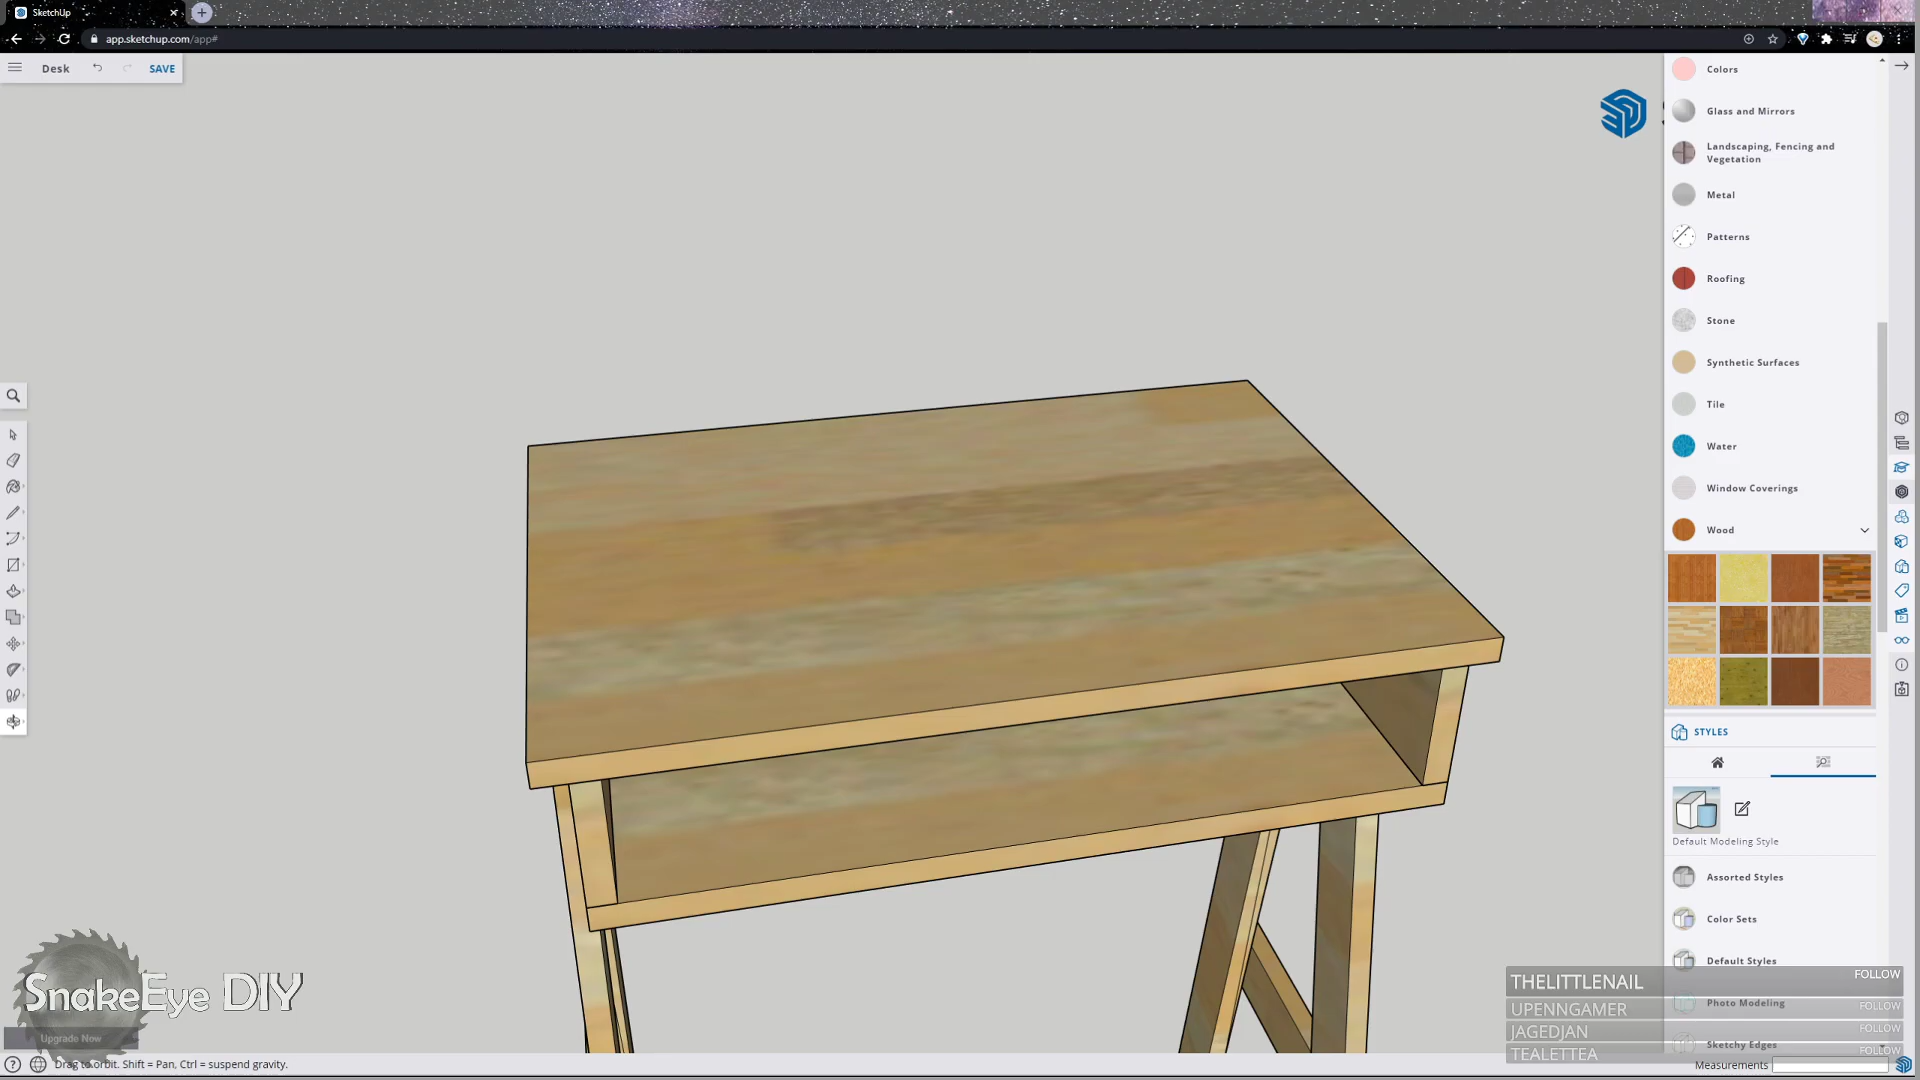 SketchUp
app.sketchup.com/app#
Desk
SAVE
Colors
Glass and Mirrors
Landscaping, Fencing and
Vegetation
Metal
Patterns
Roofing
Stone
Synthetic Surfaces
Tile
Water
Window Coverings
Wood
STYLES
Default Modeling Style
Assorted Styles
Color Sets
Default Styles
Photo Modeling
Sketchy Edges
SnakeEye DIY
Upgrade Now
THELITTLENAIL FOLLOW
UPENNGAMER FOLLOW
JAGEDJAN FOLLOW
TEALETTEA FOLLOW
Drag to orbit. Shift = Pan, Ctrl = suspend gravity.
Measurements